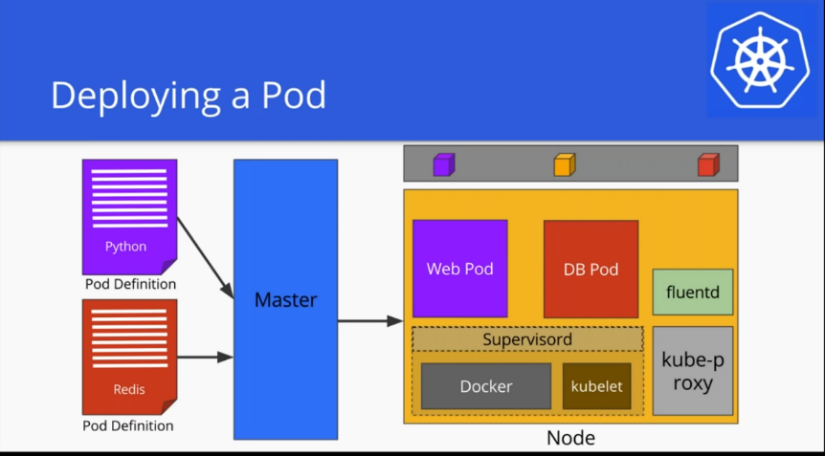 Deploying a Pod
Python
Pod Definition
Redis
Pod Definition
Master
Web Pod
DB Pod
fluentd
Supervisord
Docker
kubelet
kube-p
roxy
Node